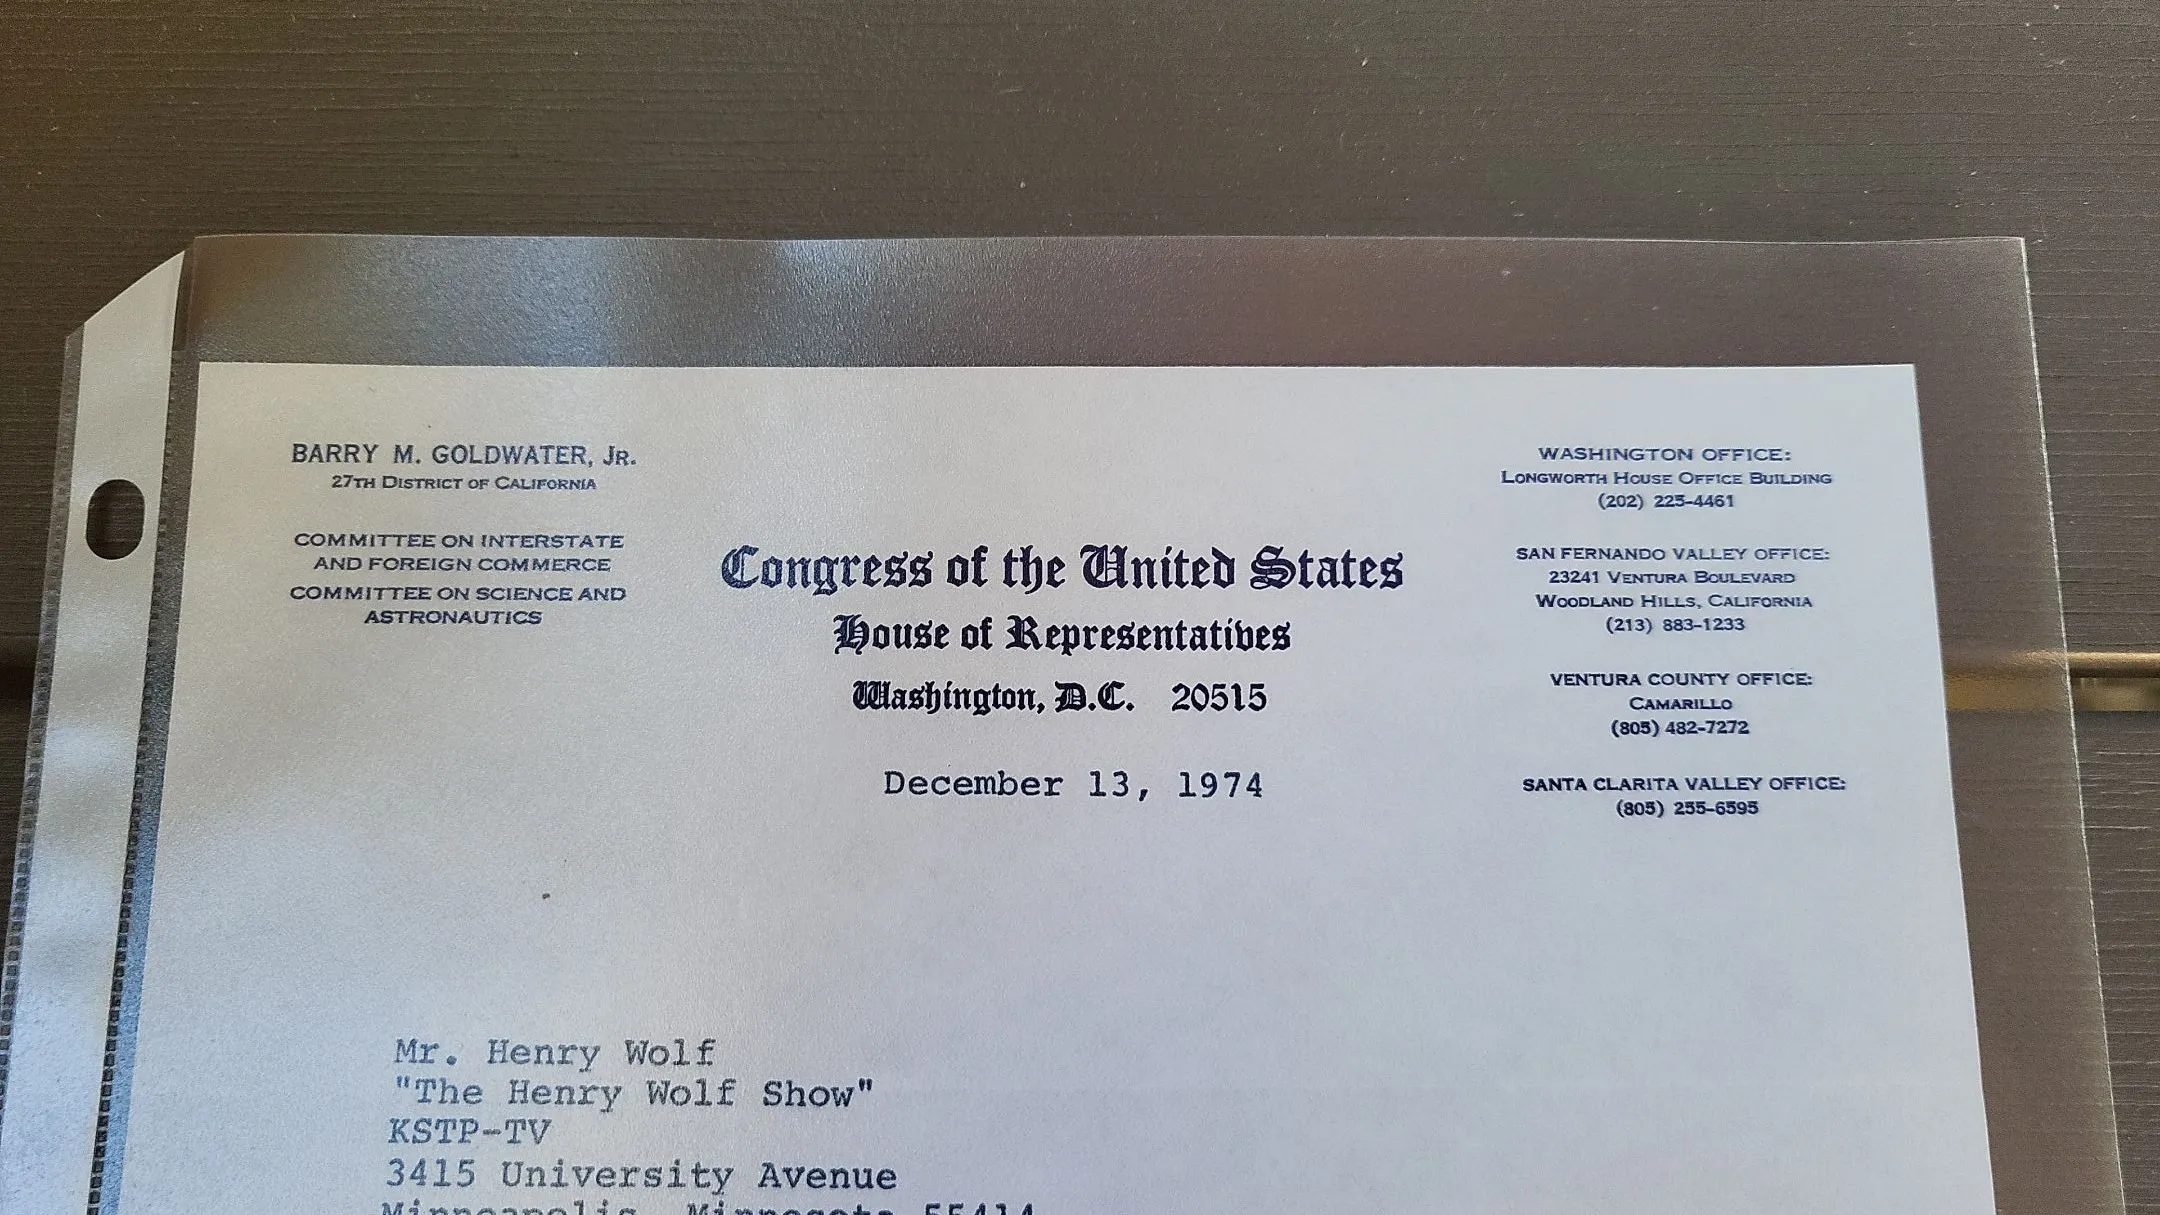 BARRY M. GOLDWATER, JR.
27TH DISTRICT OF CALIFORNIA
COMMITTEE ON INTERSTATE
AND FOREIGN COMMERCE
COMMITTEE ON SCIENCE AND
ASTRONAUTICS
Congress of the United States
House of Representatives
Washington, D.C. 20515
December 13, 1974
WASHINGTON OFFICE:
LONGWORTH HOUSE OFFICE BUILDING
(202) 225-4461
SAN FERNANDO VALLEY OFFICE:
23241 VENTURA BOULEVARD
WOODLAND HILLS, CALIFORNIA
(213) 883-1233
VENTURA COUNTY OFFICE:
CAMARILLO
(805) 482-7272
SANTA CLARITA VALLEY OFFICE:
(805) 255-6595
Mr. Henry Wolf
"The Henry Wolf Show"
KSTP-TV
3415 University Avenue
Minneapolis, Minnesota 55414